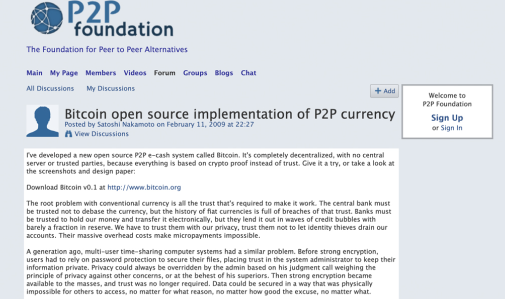 P2P
foundation
The Foundation for Peer to Peer Alternatives
Main My Page Members Videos Forum Groups Blogs Chat
All Discussions My Discussions
+ Add
Welcome to
P2P Foundation
Sign Up
or Sign In
Bitcoin open source implementation of P2P currency
Posted by Satoshi Nakamoto on February 11, 2009 at 22:27
View Discussions
I've developed a new open source P2P e-cash system called Bitcoin. It's completely decentralized, with no central
server or trusted parties, because everything is based on crypto proof instead of trust. Give it a try, or take a look at
the screenshots and design paper:
Download Bitcoin v0.1 at http://www.bitcoin.org
The root problem with conventional currency is all the trust that's required to make it work. The central bank must
be trusted not to debase the currency, but the history of fiat currencies is full of breaches of that trust. Banks must
be trusted to hold our money and transfer it electronically, but they lend it out in waves of credit bubbles with
barely a fraction in reserve. We have to trust them with our privacy, trust them not to let identity thieves drain our
accounts. Their massive overhead costs make micropayments impossible.
A generation ago, multi-user time-sharing computer systems had a similar problem. Before strong encryption,
users had to rely on password protection to secure their files, placing trust in the system administrator to keep their
information private. Privacy could always be overridden by the admin based on his judgment call weighing the
principle of privacy against other concerns, or at the behest of his superiors. Then strong encryption became
available to the masses, and trust was no longer required. Data could be secured in a way that was physically
impossible for others to access, no matter for what reason, no matter how good the excuse, no matter what.